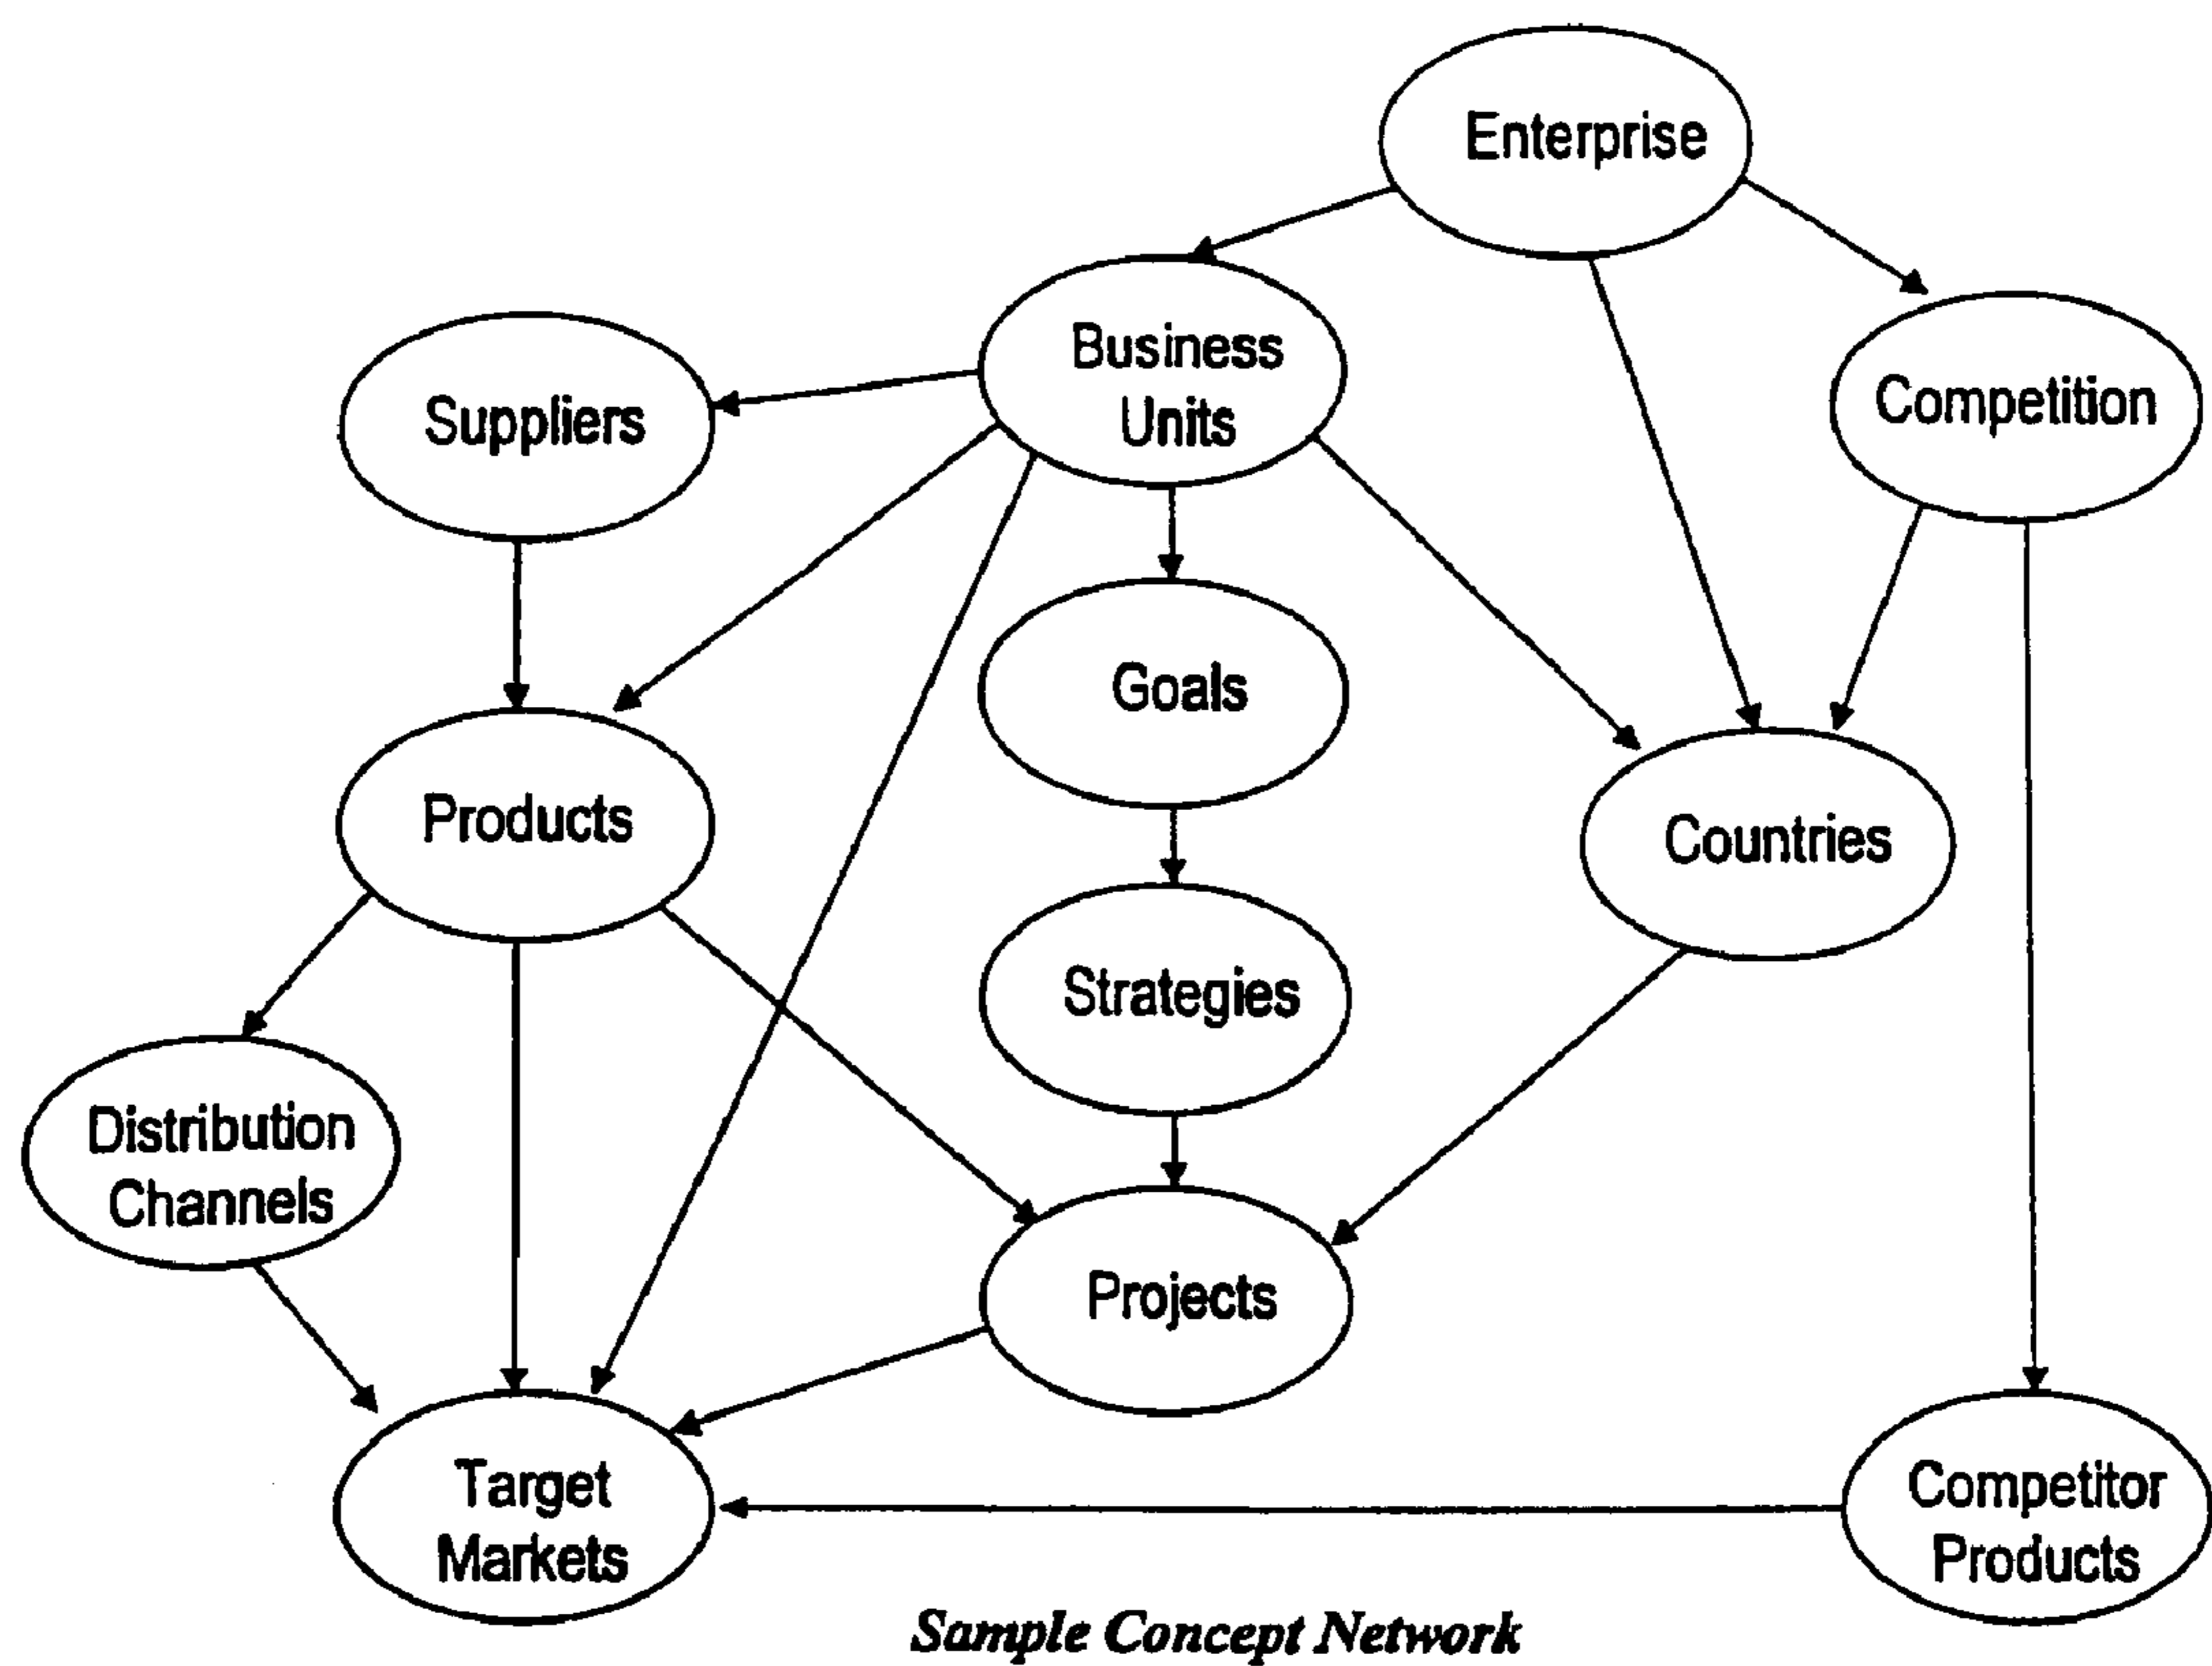 Enterprise
Business
Units
Suppliers
Competition
Goals
Products
Countries
Strategies
Distribution
Channels
Projects
Target
Markets
Competitor
Products
Sample Concept Network